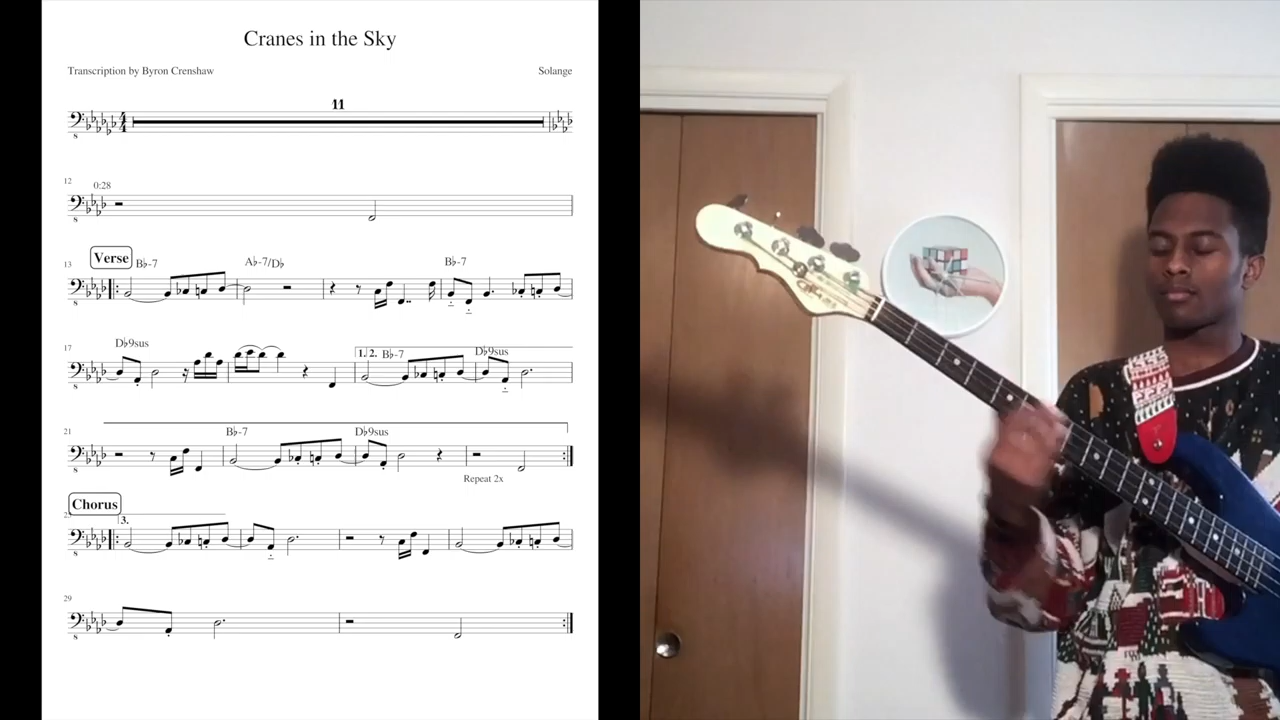 Cranes in the Sky
Transcription by Byron Crenshaw
Solange
11
12
0:28
Verse
13
B♭-7
A♭-7/D♭
B♭-7
D♭9sus
17
1. 2.
B♭-7
D♭9sus
21
B♭-7
D♭9sus
Repeat 2x
Chorus
3.
29